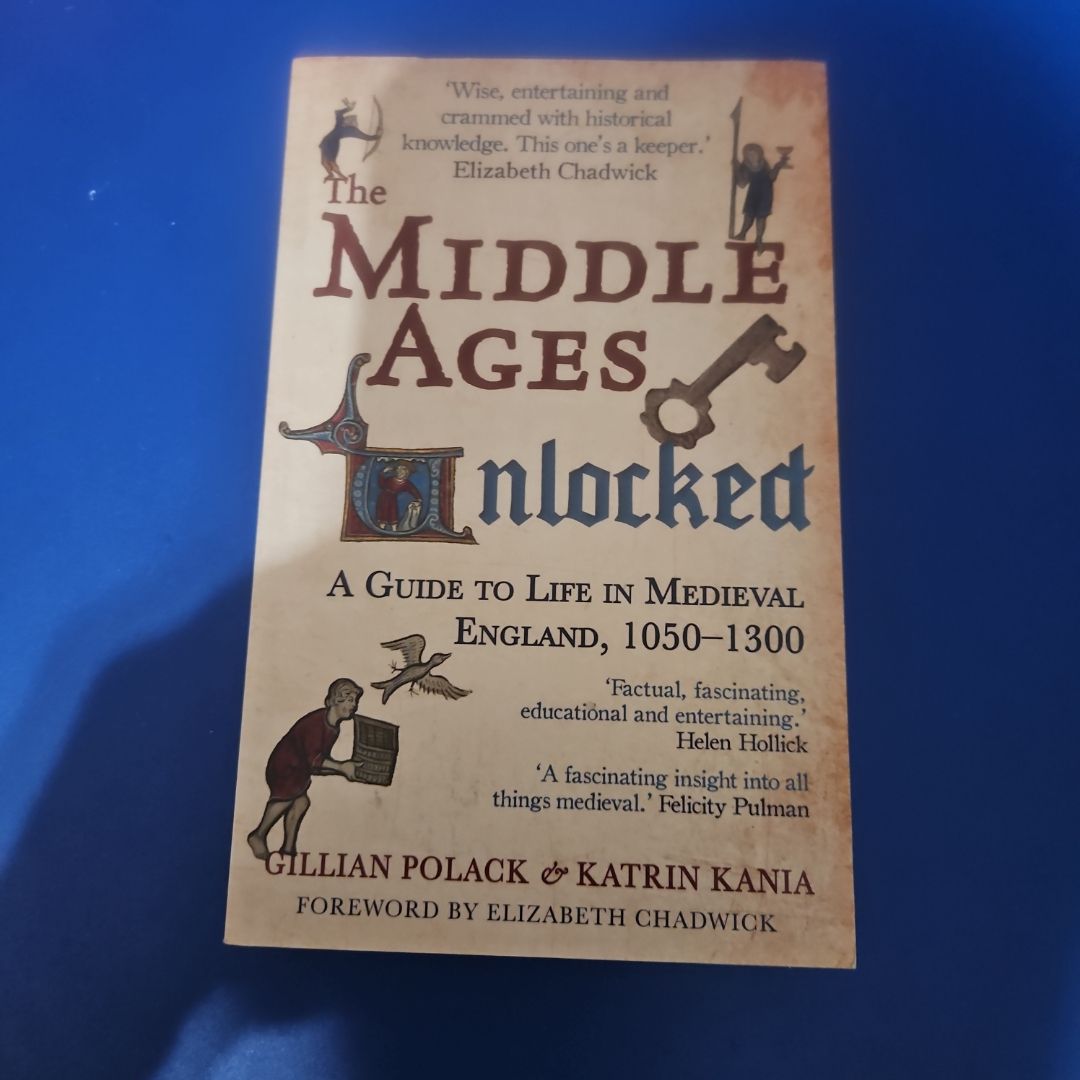 ‘Wise, entertaining and
crammed with historical
knowledge. This one’s a keeper.’
Elizabeth Chadwick
The
MIDDLE
AGES
Unlocked
A GUIDE TO LIFE IN MEDIEVAL
ENGLAND, 1050–1300
‘Factual, fascinating,
educational and entertaining.’
Helen Hollick
‘A fascinating insight into all
things medieval.’ Felicity Pulman
GILLIAN POLACK & KATRIN KANIA
FOREWORD BY ELIZABETH CHADWICK